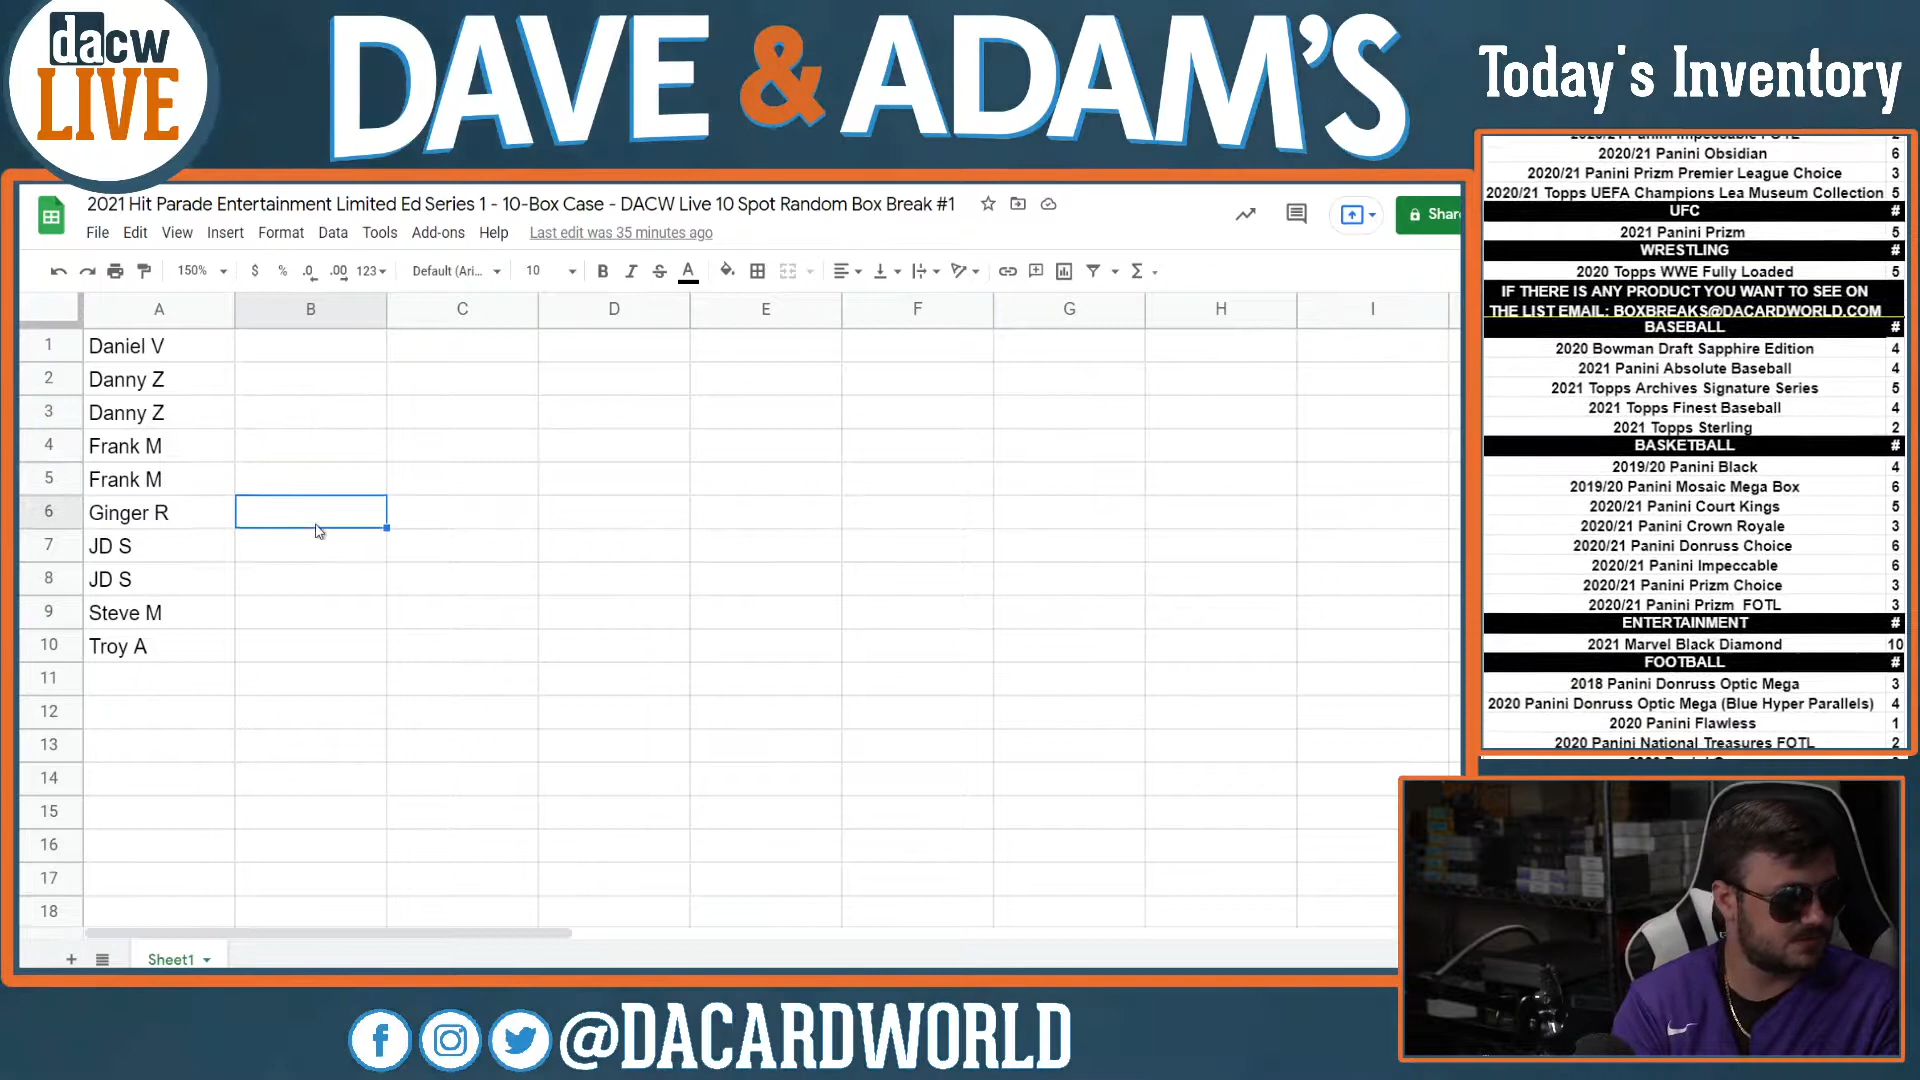 dacw
LIVE
DAVE & ADAM'S
Today's Inventory
2021 Hit Parade Entertainment Limited Ed Series 1 - 10-Box Case - DACW Live 10 Spot Random Box Break #1
File Edit View Insert Format Data Tools Add-ons Help Last edit was 35 minutes ago
Shar
150% $ % .0 .00 123 Default (Ari... 10 B I S A
A B C D E F G H I
1 Daniel V
2 Danny Z
3 Danny Z
4 Frank M
5 Frank M
6 Ginger R
7 JD S
8 JD S
9 Steve M
10 Troy A
11
12
13
14
15
16
17
18
Sheet1
2020/21 Panini Impeccable FOTL 2
2020/21 Panini Obsidian 6
2020/21 Panini Prizm Premier League Choice 3
2020/21 Topps UEFA Champions Lea Museum Collection 5
UFC #
2021 Panini Prizm 5
WRESTLING #
2020 Topps WWE Fully Loaded 5
IF THERE IS ANY PRODUCT YOU WANT TO SEE ON
THE LIST EMAIL: BOXBREAKS@DACARDWORLD.COM
BASEBALL #
2020 Bowman Draft Sapphire Edition 4
2021 Panini Absolute Baseball 4
2021 Topps Archives Signature Series 5
2021 Topps Finest Baseball 4
2021 Topps Sterling 2
BASKETBALL #
2019/20 Panini Black 4
2019/20 Panini Mosaic Mega Box 6
2020/21 Panini Court Kings 5
2020/21 Panini Crown Royale 3
2020/21 Panini Donruss Choice 6
2020/21 Panini Impeccable 6
2020/21 Panini Prizm Choice 3
2020/21 Panini Prizm FOTL 3
ENTERTAINMENT #
2021 Marvel Black Diamond 10
FOOTBALL #
2018 Panini Donruss Optic Mega 3
2020 Panini Donruss Optic Mega (Blue Hyper Parallels) 4
2020 Panini Flawless 1
2020 Panini National Treasures FOTL 2
@DACARDWORLD